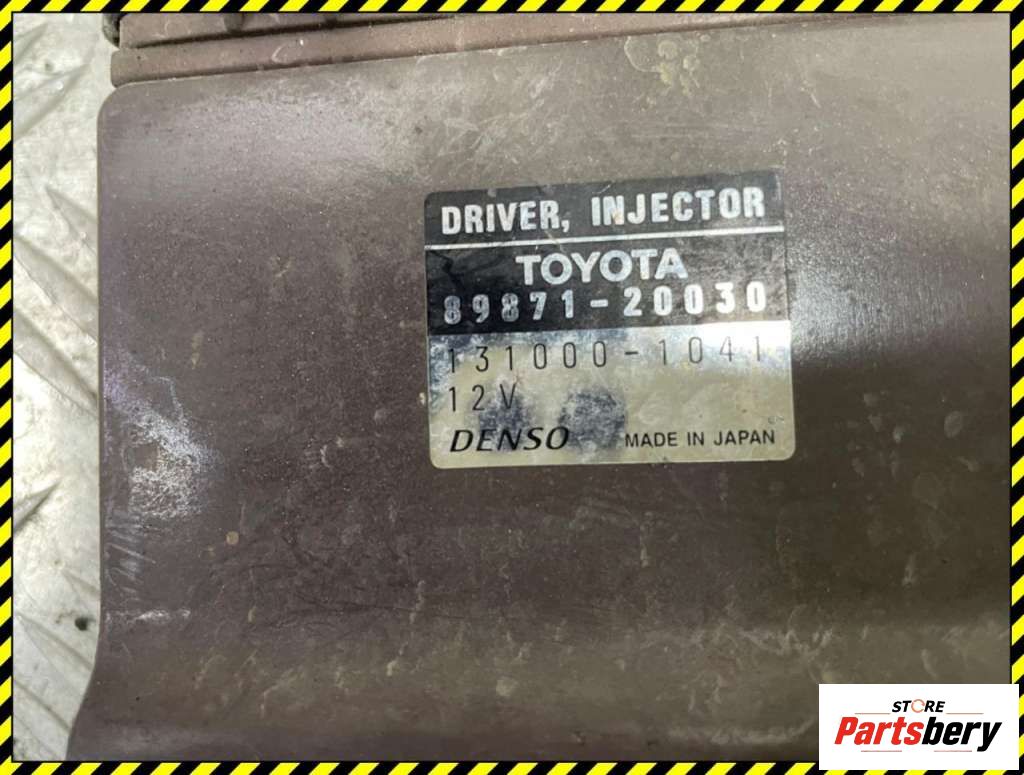 DRIVER, INJECTOR
TOYOTA
89871-20030
131000-1041
12V
DENSO MADE IN JAPAN
STORE
Partsbery